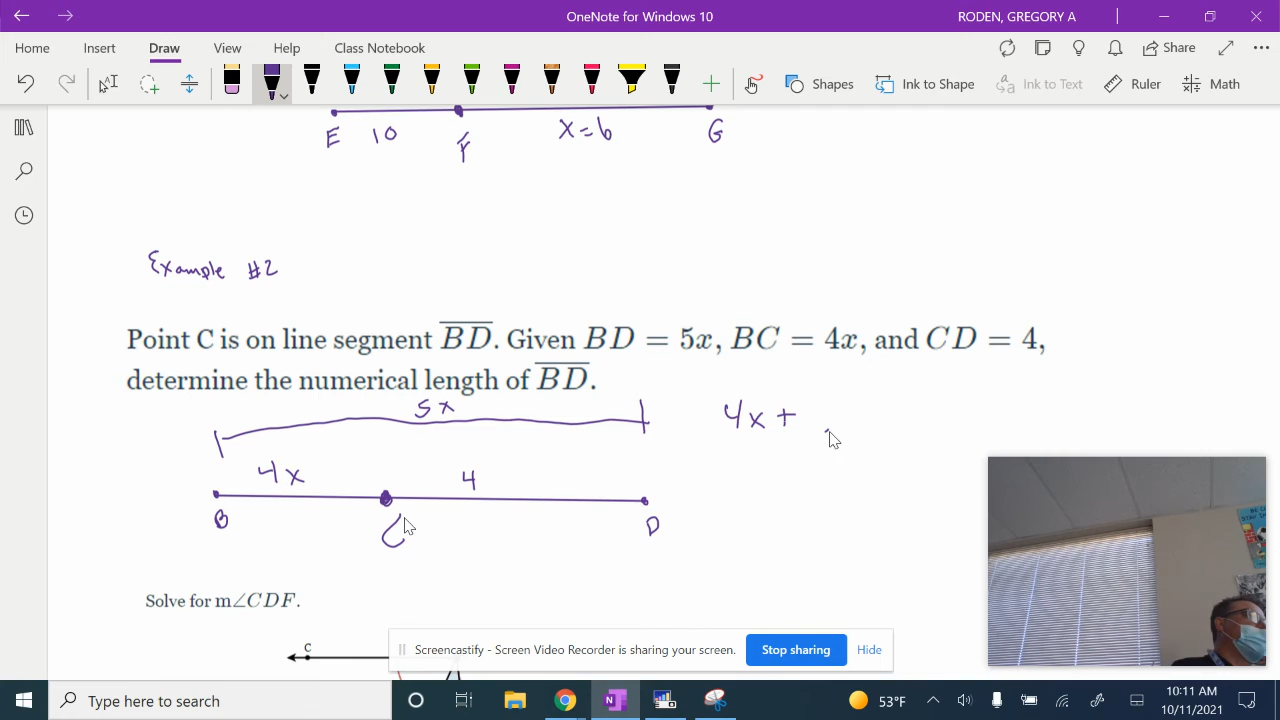 OneNote for Windows 10
RODEN, GREGORY A
Home Insert Draw View Help Class Notebook
Share
Shapes Ink to Shape Ink to Text Ruler Math
E 10 F x=6 G
Example #2
Point C is on line segment BD. Given BD = 5x, BC = 4x, and CD = 4,
determine the numerical length of BD.
5x
4x +
4x 4
B C D
Solve for m∠CDF.
C
Screencastify - Screen Video Recorder is sharing your screen. Stop sharing Hide
Type here to search
53°F
10:11 AM
10/11/2021